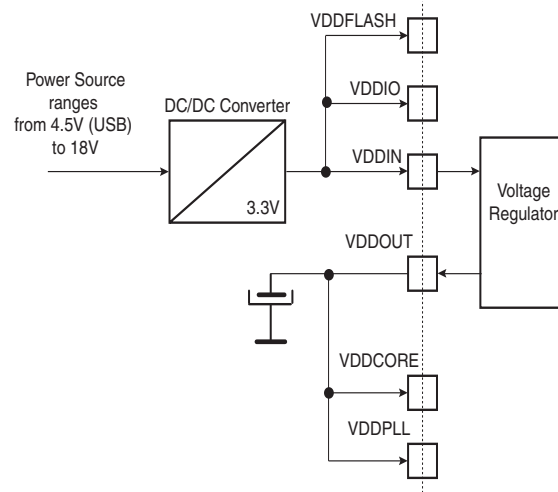 VDDFLASH
Power Source
ranges
from 4.5V (USB)
to 18V
DC/DC Converter
VDDIO
VDDIN
3.3V
Voltage
Regulator
VDDOUT
VDDCORE
VDDPLL